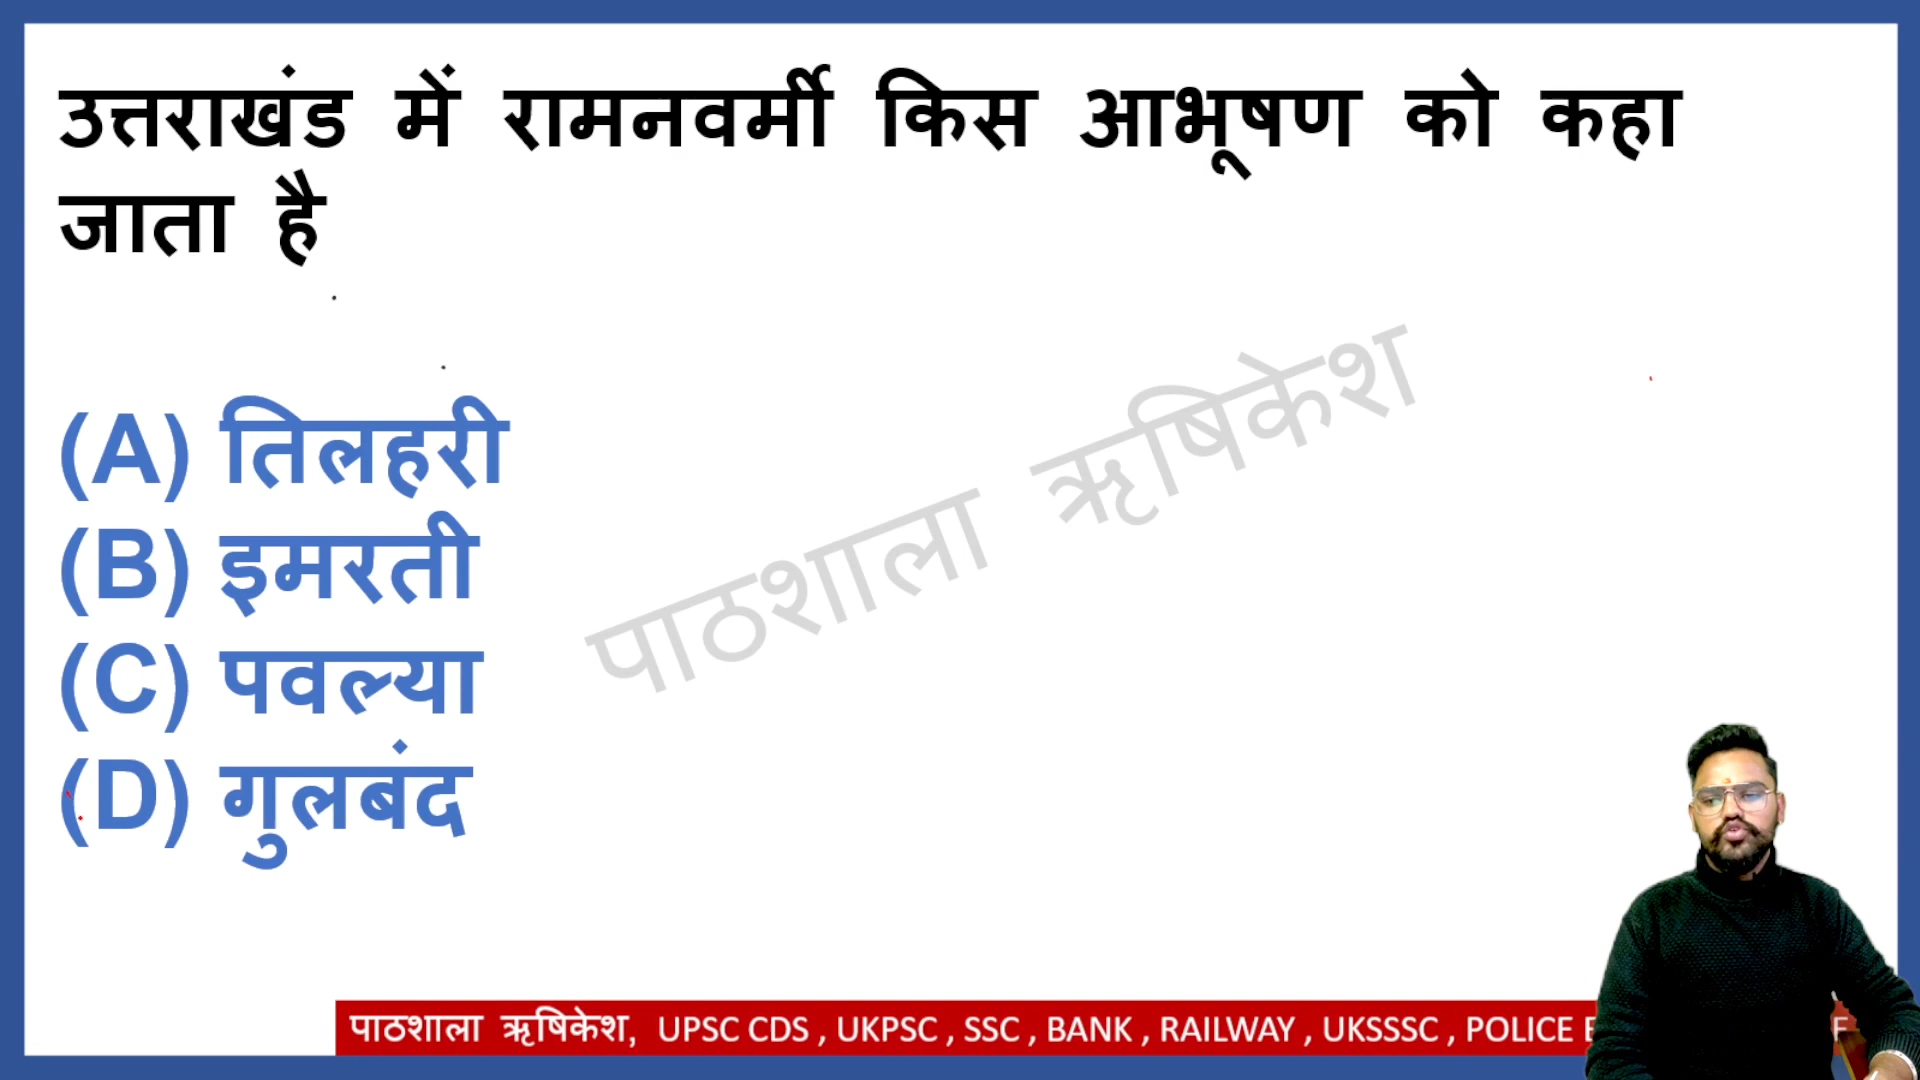 उत्तराखंड में रामनवर्मी किस आभूषण को कहा
जाता है
(A) तिलहरी
(B) इमरती
(C) पवल्या
(D) गुलबंद
पाठशाला ऋषिकेश
पाठशाला ऋषिकेश, UPSC CDS , UKPSC , SSC , BANK , RAILWAY , UKSSSC , POLICE